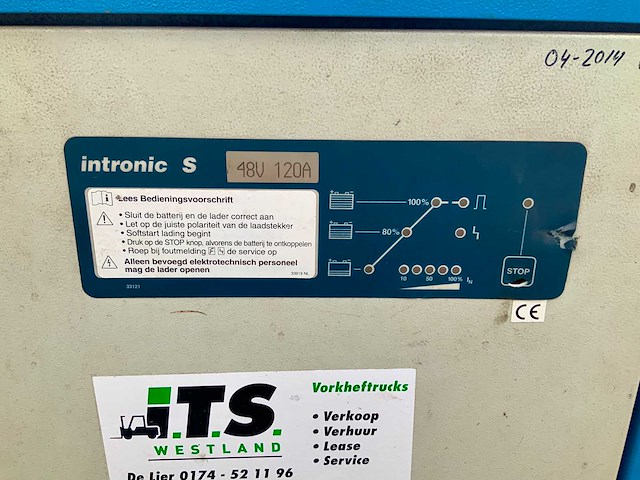 04-2014
intronic S
48V 120A
Lees Bedieningsvoorschrift
• Sluit de batterij en de lader correct aan
• Let op de juiste polariteit van de laadstekker
• Softstart lading begint
• Druk op de STOP knop, alvorens de batterij te ontkoppelen
• Roep bij foutmelding F N de service op
Alleen bevoegd elektrotechnisch personeel
mag de lader openen
33121
100%
80%
10 50 100% IN
STOP
CE
i.T.S.
WESTLAND
De Lier 0174 - 52 11 96
Vorkheftrucks
• Verkoop
• Verhuur
• Lease
• Service